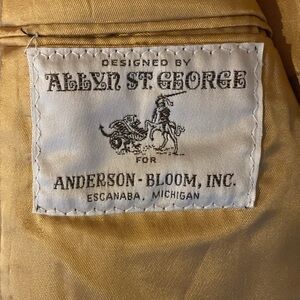 DESIGNED BY
ALLYN ST. GEORGE
FOR
ANDERSON-BLOOM, INC.
ESCANABA, MICHIGAN